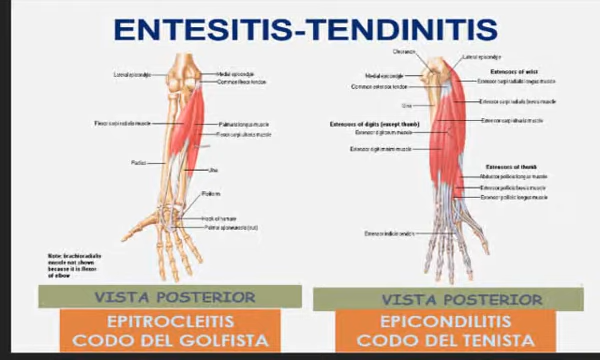 ENTESITIS-TENDINITIS
Lateral epicondyle
Medial epicondyle
Common flexor tendon
Flexor carpi radialis muscle
Palmaris longus muscle
Flexor carpi ulnaris muscle
Radius
Ulna
Pisiform
Hook of hamate
Palmar aponeurosis (cut)
Note: brachioradialis
muscle not shown
because it is flexor
of elbow
VISTA POSTERIOR
EPITROCLEITIS
CODO DEL GOLFISTA
Olecranon
Lateral epicondyle
Medial epicondyle
Common extensor tendon
Extensors of wrist
Extensor carpi radialis longus muscle
Ulna
Extensor carpi radialis brevis muscle
Extensors of digits (except thumb)
Extensor carpi ulnaris muscle
Extensor digitorum muscle
Extensor digiti minimi muscle
Extensors of thumb
Abductor pollicis longus muscle
Extensor pollicis brevis muscle
Extensor pollicis longus muscle
Extensor indicis tendon
VISTA POSTERIOR
EPICONDILITIS
CODO DEL TENISTA